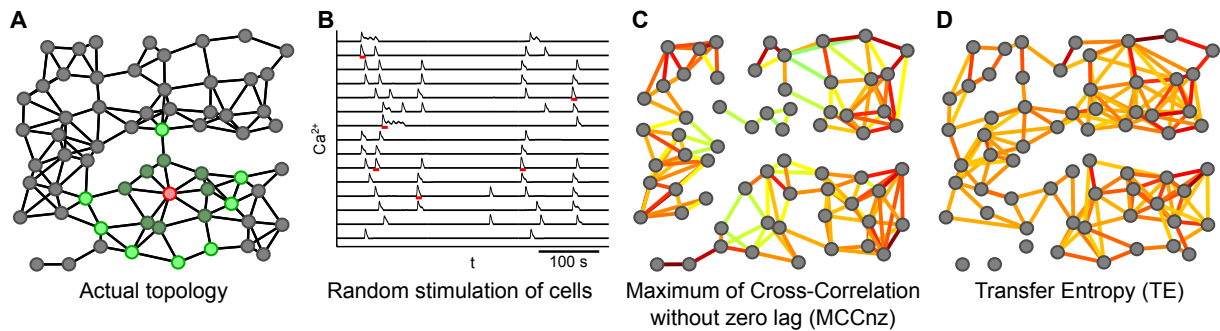 A
B
C
D
Ca2+
t
100 s
Actual topology
Random stimulation of cells
Maximum of Cross-Correlation
without zero lag (MCCnz)
Transfer Entropy (TE)